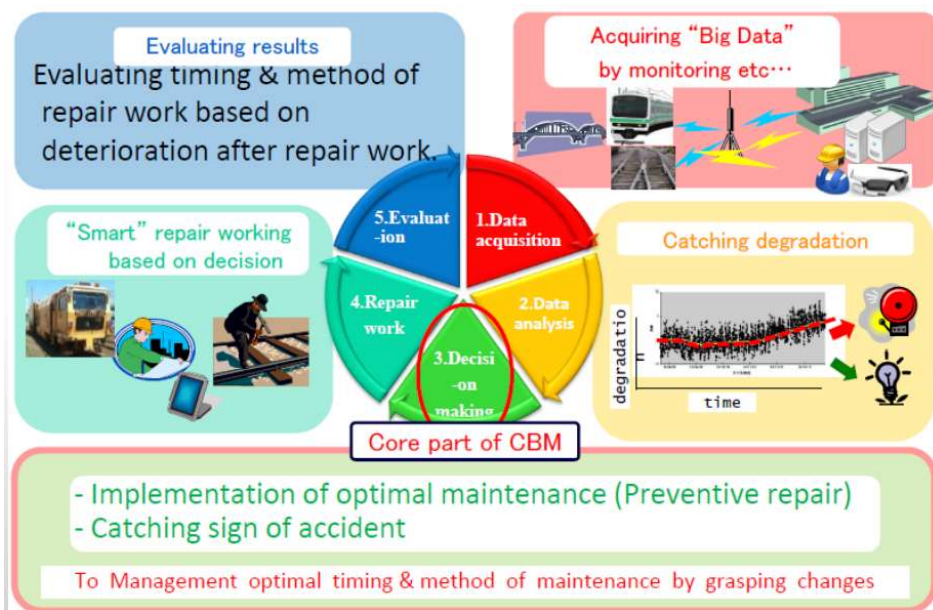 Evaluating results
Evaluating timing & method of
repair work based on
deterioration after repair work.
Acquiring “Big Data”
by monitoring etc…
5.Evaluat
-ion
1.Data
acquisition
“Smart” repair working
based on decision
4.Repair
work
2.Data
analysis
3.Decisi
-on
making
Catching degradation
degradatio
n
time
Core part of CBM
- Implementation of optimal maintenance (Preventive repair)
- Catching sign of accident
To Management optimal timing & method of maintenance by grasping changes